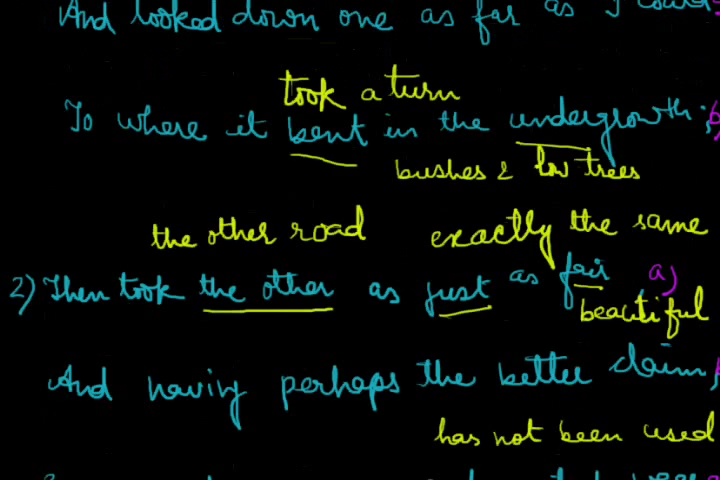 And looked down one as far as I could
took a turn
To where it bent in the undergrowth;
bushes & low trees
the other road exactly the same
2) Then took the other as just as fair, a)
beautiful
And having perhaps the better claim,
has not been used